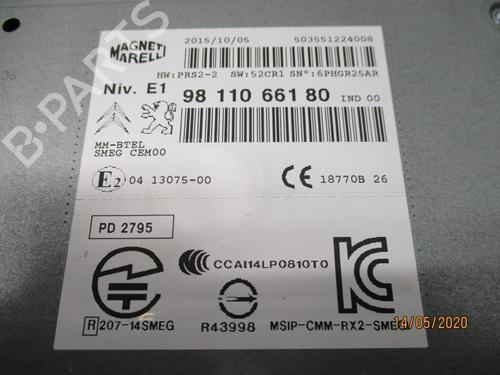 MAGNETI MARELLI
2015/10/05 503551224008
HW:PRS2-2 SW:52CR1 SN°:6PHGR25AR
Niv. E1 98 110 661 80 IND 00
MM-BTEL
SMEG CEM00
E2 04 13075-00 CE 18770B 26
PD 2795
CCAI14LP0810T0
R 207-14SMEG R43998 MSIP-CMM-RX2-SMEG
14/05/2020
B-PARTS